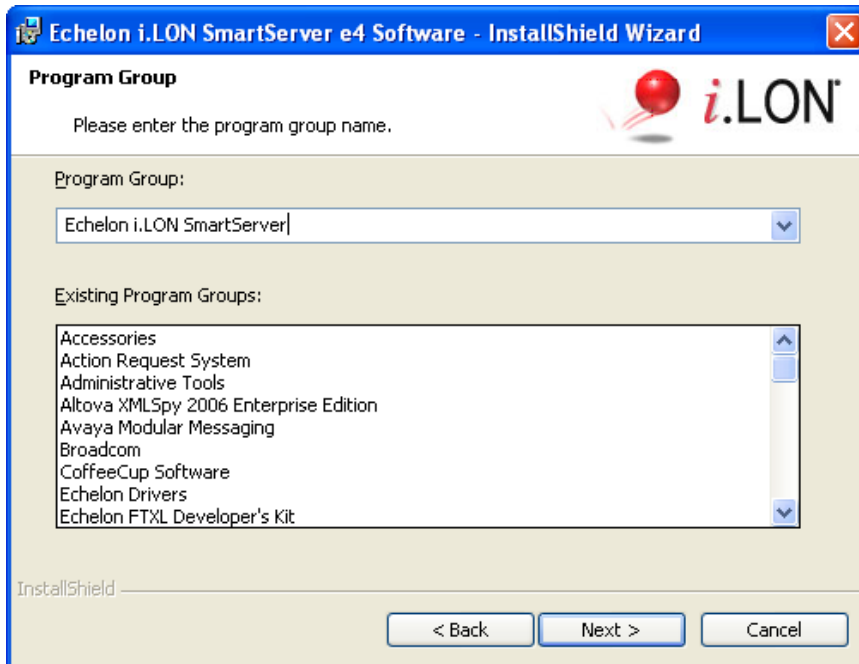 Echelon i.LON SmartServer e4 Software - InstallShield Wizard
Program Group
Please enter the program group name.
i.LON
Program Group:
Echelon i.LON SmartServer
Existing Program Groups:
Accessories
Action Request System
Administrative Tools
Altova XMLSpy 2006 Enterprise Edition
Avaya Modular Messaging
Broadcom
CoffeeCup Software
Echelon Drivers
Echelon FTXL Developer's Kit
InstallShield
< Back
Next >
Cancel